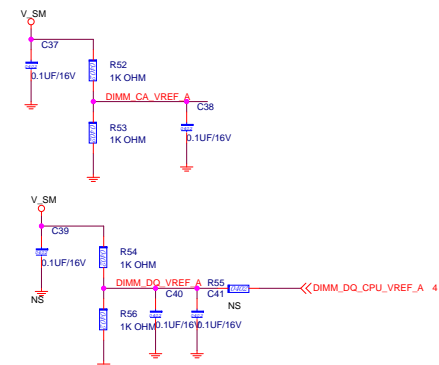 V_SM
C37
0.1UF/16V
R52
1K OHM
DIMM_CA_VREF_A
C38
R53
1K OHM
0.1UF/16V
V_SM
C39
0.1UF/16V
NS
R54
1K OHM
DIMM_DQ_VREF_A
R55
C40
C41
NS
DIMM_DQ_CPU_VREF_A 4
R56
1K OHM
0.1UF/16V
0.1UF/16V